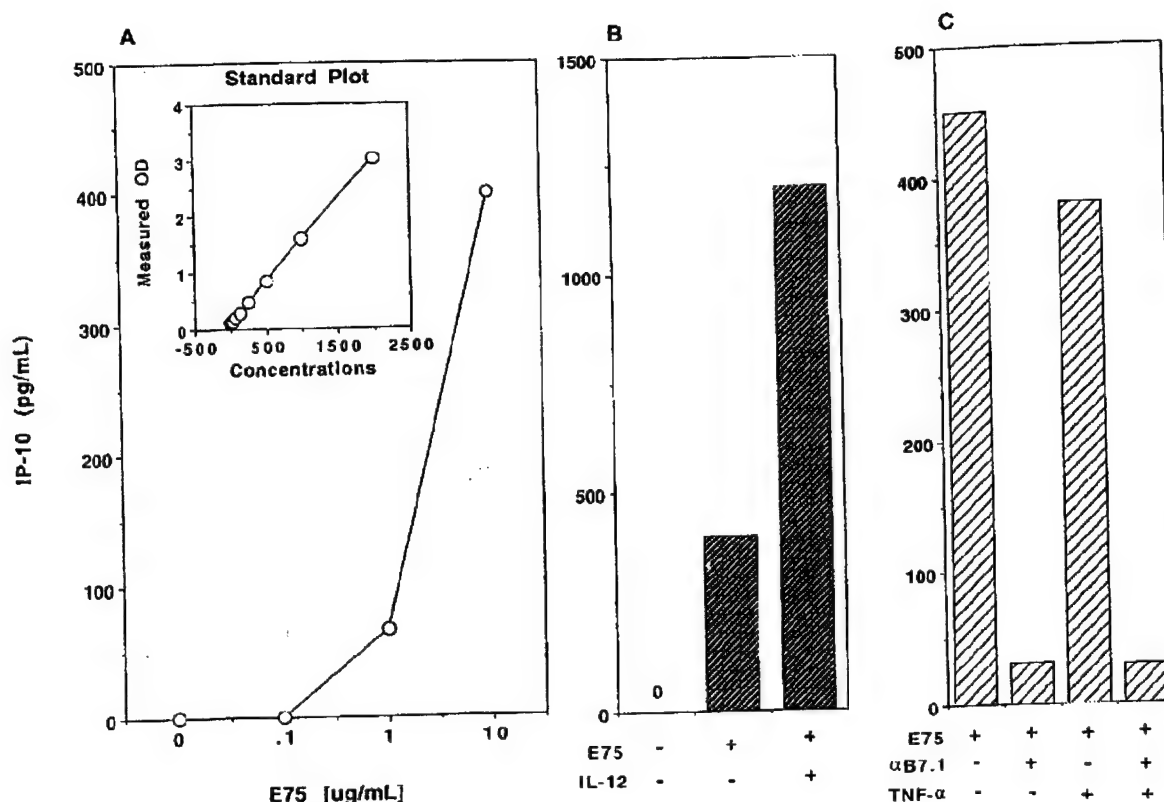 A
500
400
300
200
100
0
IP-10 (pg/mL)
0 .1 1 10
E75 [ug/mL]
Standard Plot
4
3
2
1
0
Measured OD
-500 500 1500 2500
Concentrations
B
1500
1000
500
0
0
E75 - + +
IL-12 - - +
C
500
400
300
200
100
0
E75 + + + +
αB7.1 - + - +
TNF-α - - + +